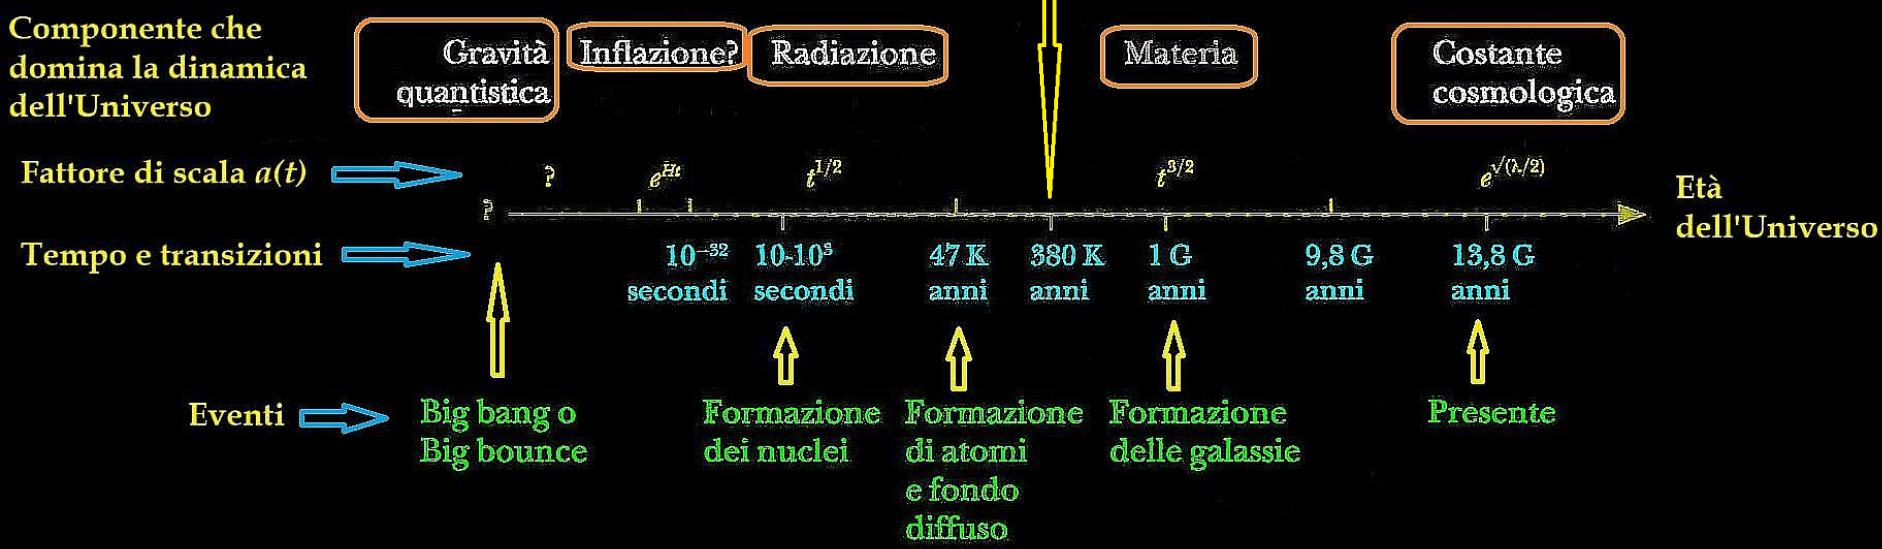 Componente che
domina la dinamica
dell'Universo
Gravità
quantistica
Inflazione?
Radiazione
Materia
Costante
cosmologica
Fattore di scala a(t)
? e^Ht t^1/2 t^3/2 e^√(λ/2)
?
Età
dell'Universo
Tempo e transizioni
10⁻³² secondi
10-10³ secondi
47 K anni
380 K anni
1 G anni
9,8 G anni
13,8 G anni
Eventi
Big bang o
Big bounce
Formazione
dei nuclei
Formazione
di atomi
e fondo
diffuso
Formazione
delle galassie
Presente